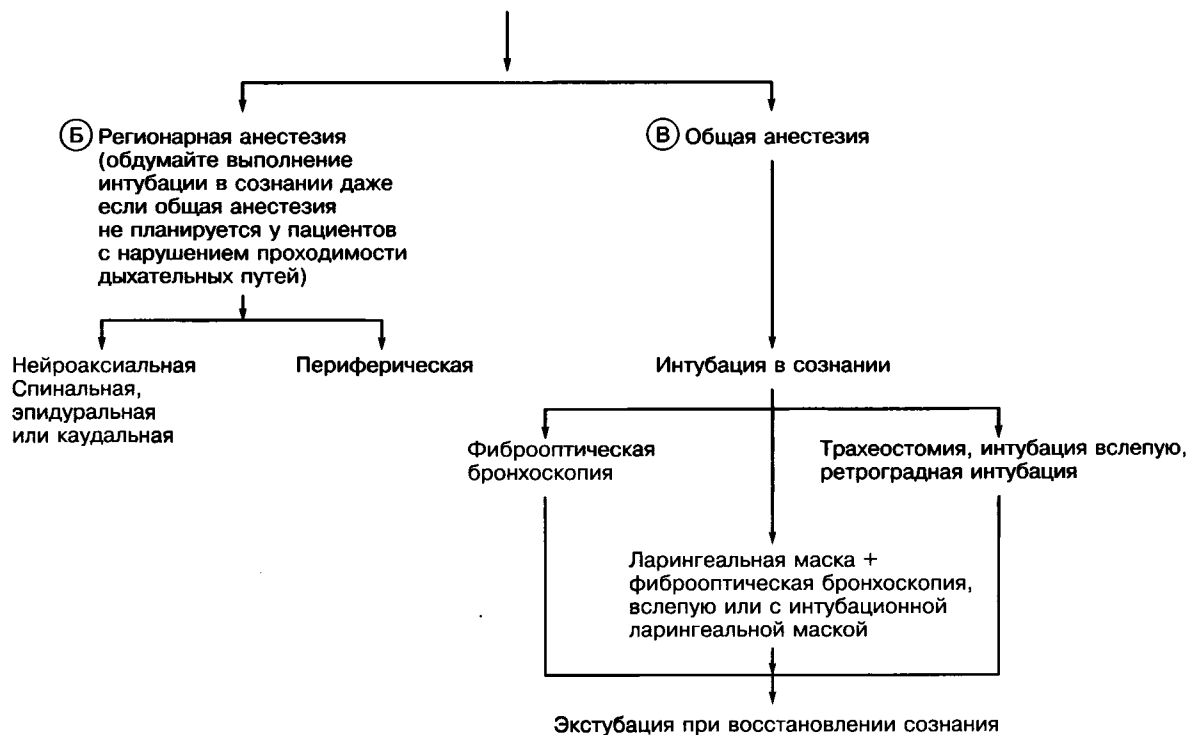 Б Регионарная анестезия
(обдумайте выполнение
интубации в сознании даже
если общая анестезия
не планируется у пациентов
с нарушением проходимости
дыхательных путей)
В Общая анестезия
Нейроаксиальная
Спинальная,
эпидуральная
или каудальная
Периферическая
Интубация в сознании
Фиброоптическая
бронхоскопия
Трахеостомия, интубация вслепую,
ретроградная интубация
Ларингеальная маска +
фиброоптическая бронхоскопия,
вслепую или с интубационной
ларингеальной маской
Экстубация при восстановлении сознания